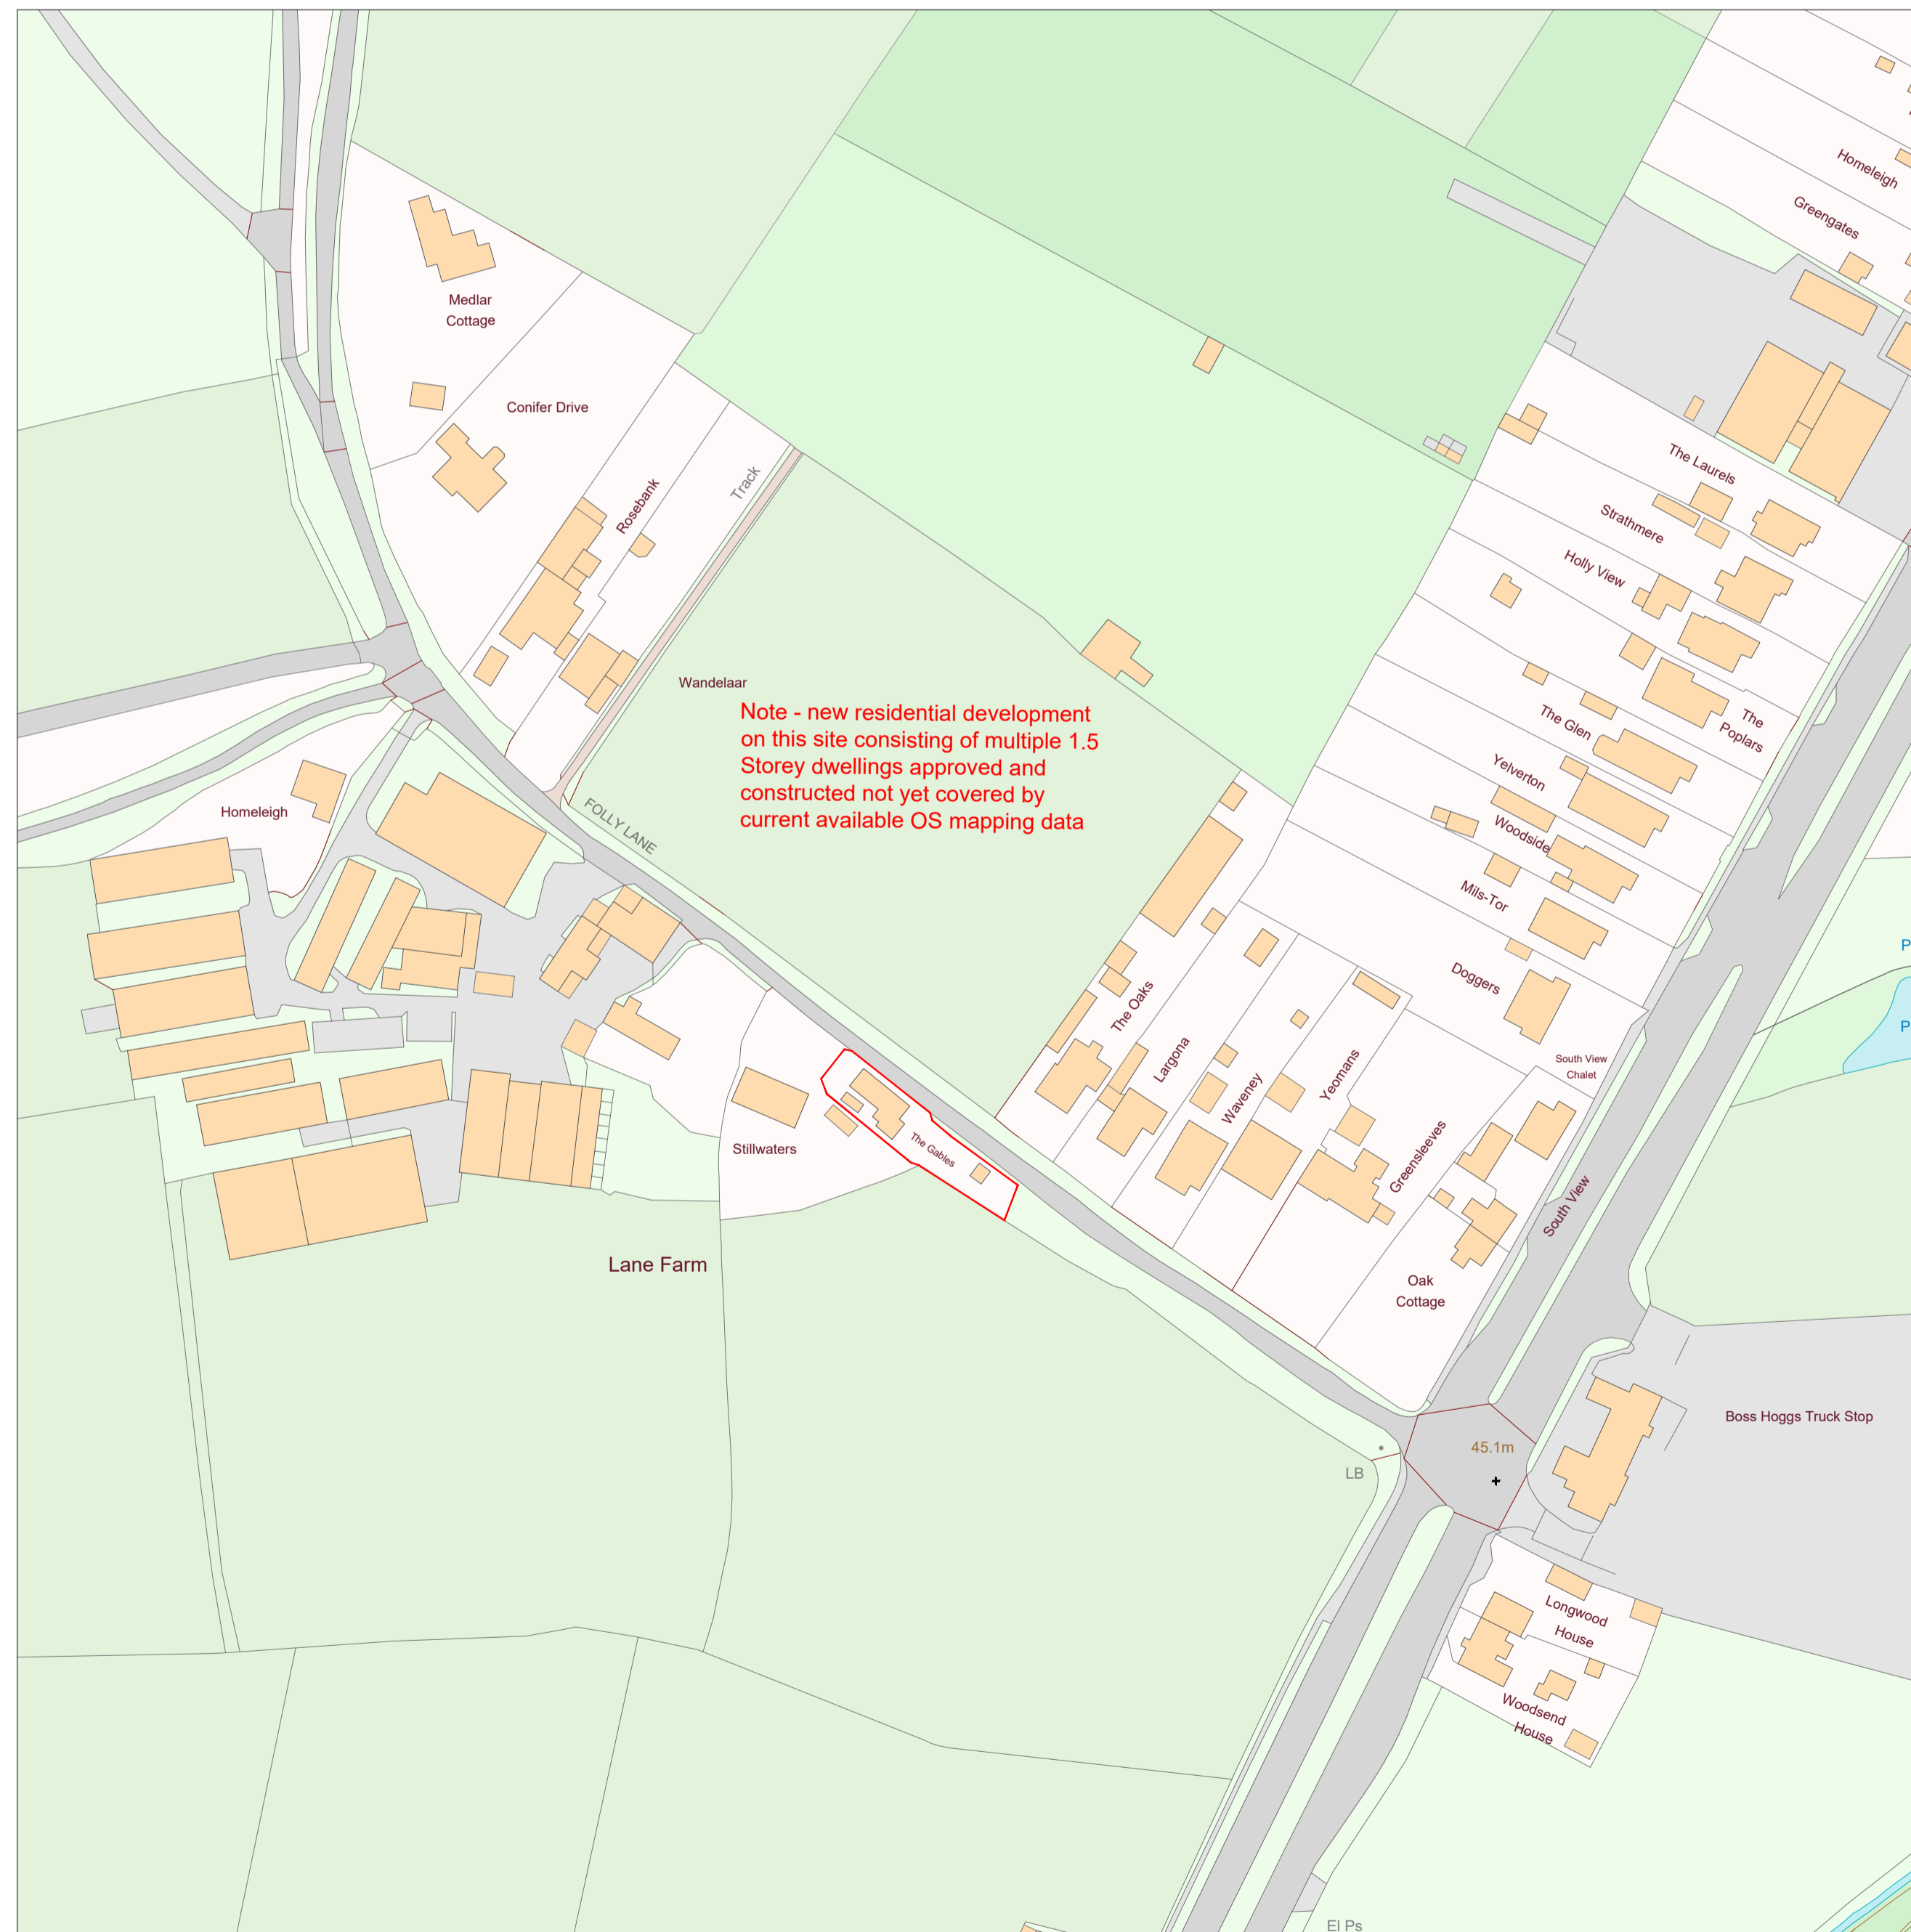 Homeleigh
Greengates
Medlar
Cottage
Conifer Drive
Rosebank
Track
The Laurels
Strathmere
Holly View
The
Poplars
The Glen
Yelverton
Woodside
Mils-Tor
Doggers
South View
Chalet
Wandelaar
Note - new residential development
on this site consisting of multiple 1.5
Storey dwellings approved and
constructed not yet covered by
current available OS mapping data
FOLLY LANE
Homeleigh
The Oaks
Largona
Waveney
Yeomans
Greensleeves
South View
Stillwaters
The Gables
Lane Farm
Oak
Cottage
Boss Hoggs Truck Stop
45.1m
LB
Longwood
House
Woodsend
House
El Ps